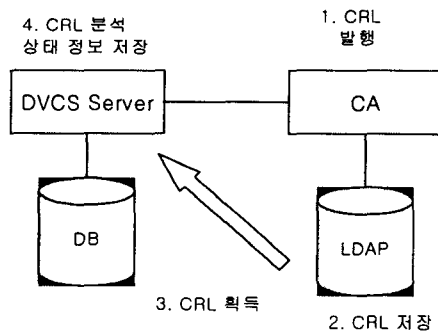 4. CRL 분석
상태 정보 저장
1. CRL
발행
DVCS Server
CA
DB
LDAP
3. CRL 획득
2. CRL 저장